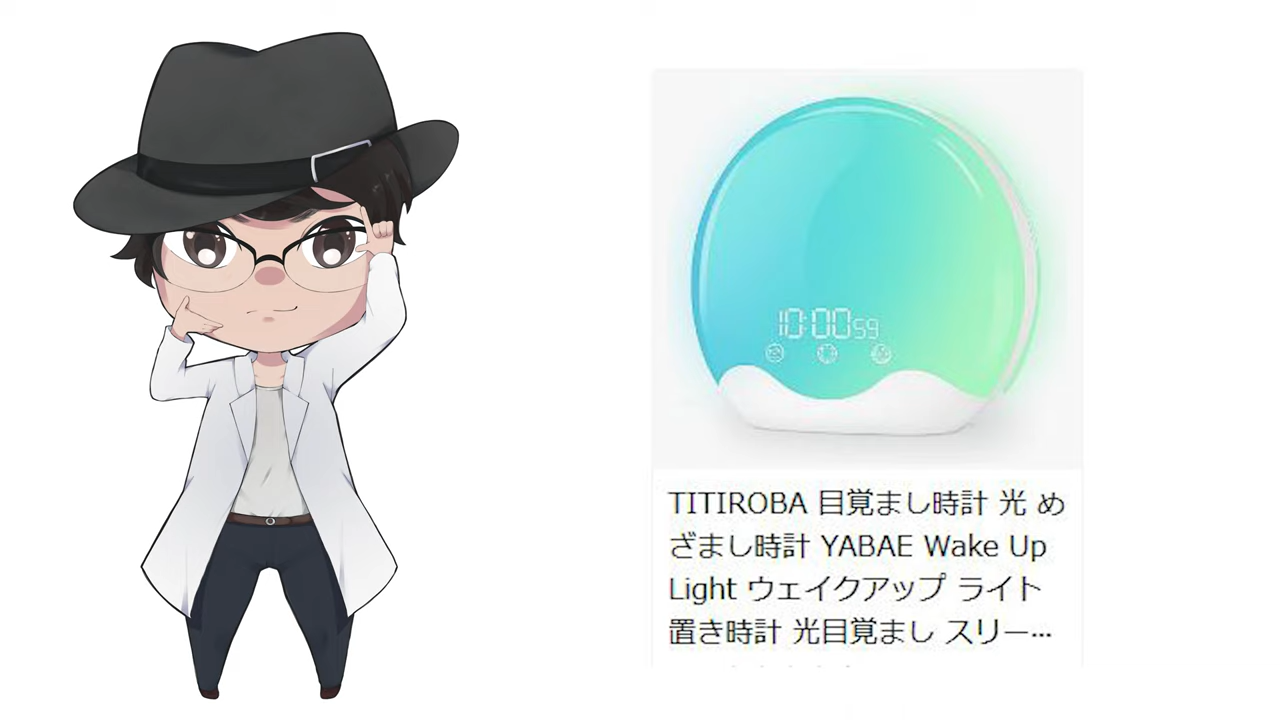 10:00 59
TITIROBA 目覚まし時計 光 め
ざまし時計 YABAE Wake Up
Light ウェイクアップ ライト
置き時計 光目覚まし スリー…